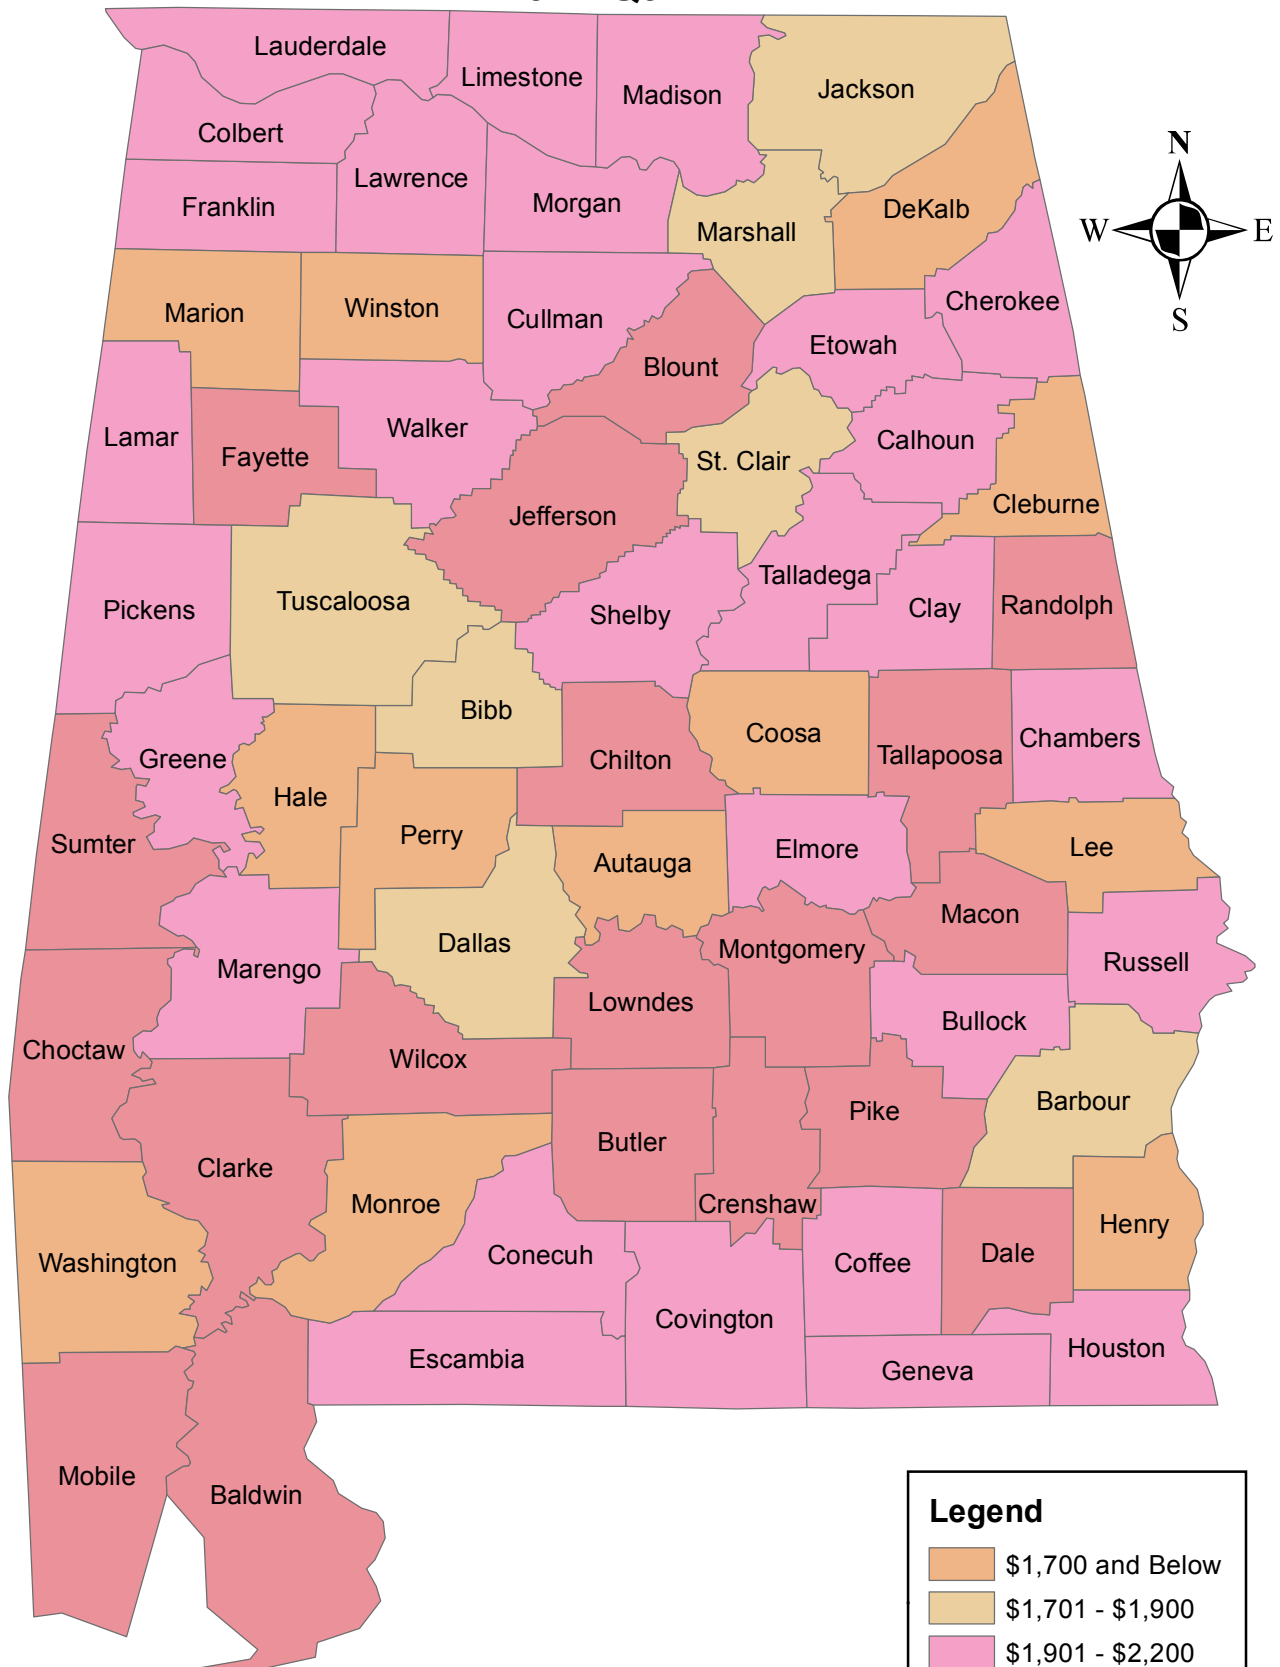 Lauderdale
Limestone
Madison
Jackson
Colbert
Lawrence
Franklin
Morgan
Marshall
DeKalb
N
W
E
S
Marion
Winston
Cullman
Cherokee
Etowah
Blount
Lamar
Fayette
Walker
Calhoun
St. Clair
Cleburne
Jefferson
Talladega
Pickens
Tuscaloosa
Shelby
Clay
Randolph
Bibb
Coosa
Chambers
Greene
Chilton
Tallapoosa
Hale
Sumter
Perry
Autauga
Elmore
Lee
Macon
Dallas
Montgomery
Marengo
Russell
Lowndes
Bullock
Choctaw
Wilcox
Barbour
Pike
Butler
Clarke
Monroe
Crenshaw
Henry
Washington
Conecuh
Coffee
Dale
Covington
Escambia
Houston
Geneva
Mobile
Baldwin
Legend
$1,700 and Below
$1,701 - $1,900
$1,901 - $2,200